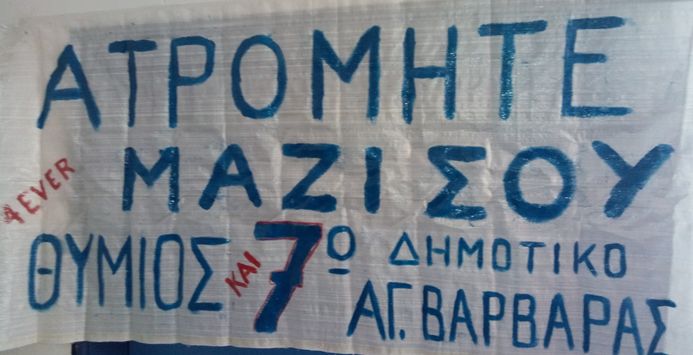 ΑΤΡΟΜΗΤΕ
ΜΑΖΙ ΣΟΥ
4 EVER
ΘΥΜΙΟΣ ΚΑΙ 7ο ΔΗΜΟΤΙΚΟ
ΑΓ. ΒΑΡΒΑΡΑΣ